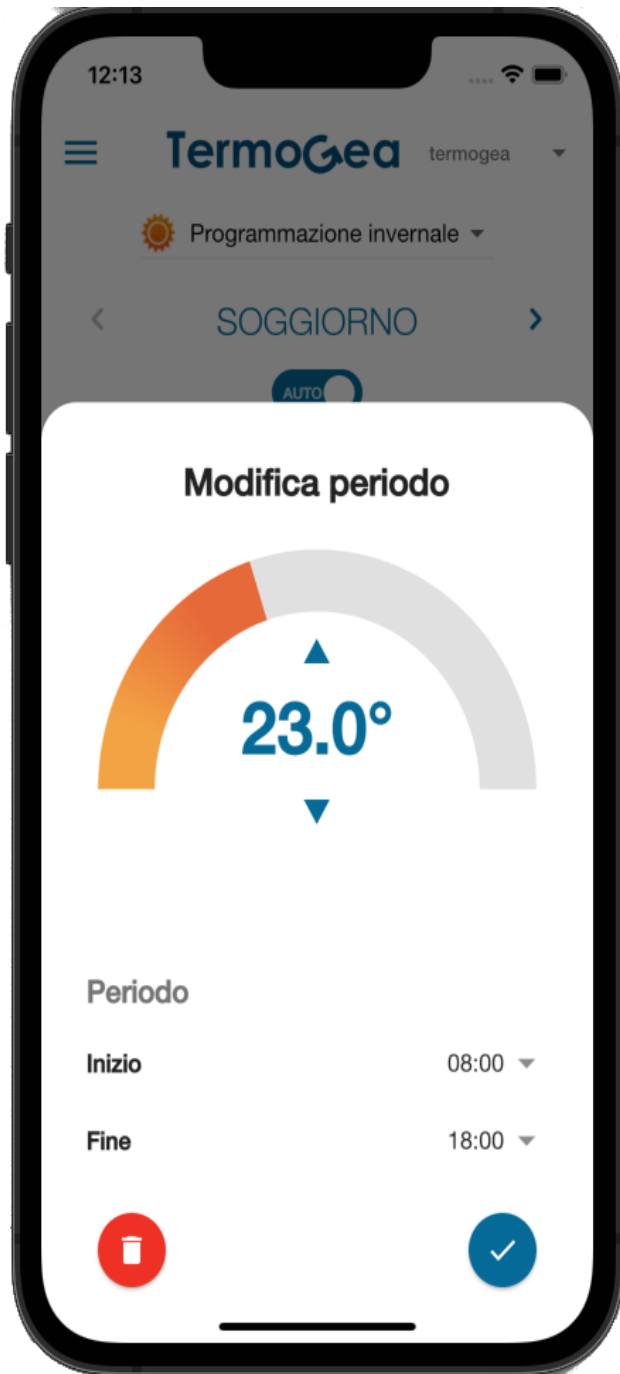 12:13
TermoGea termogea
Programmazione invernale
SOGGIORNO
AUTO
Modifica periodo
23.0°
Periodo
Inizio 08:00
Fine 18:00